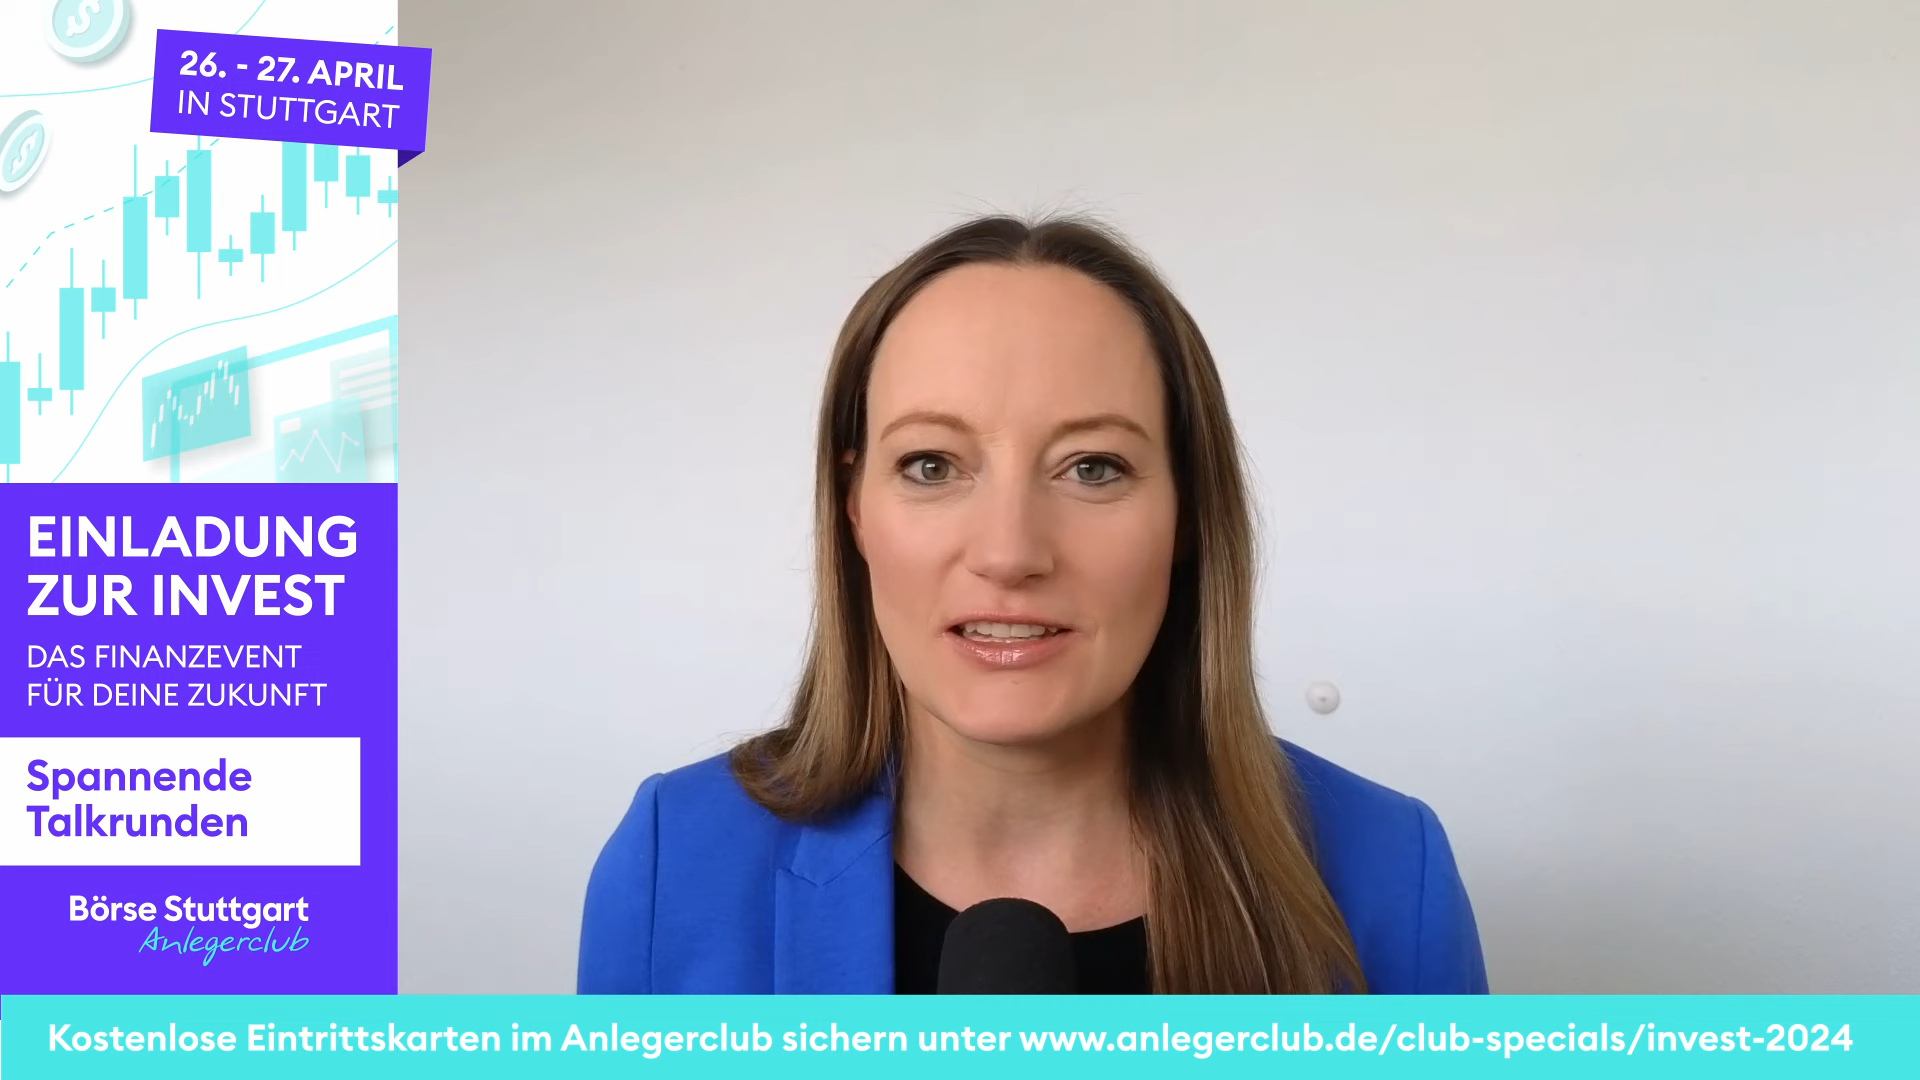 26. - 27. APRIL
IN STUTTGART
EINLADUNG
ZUR INVEST
DAS FINANZEVENT
FÜR DEINE ZUKUNFT
Spannende
Talkrunden
Börse Stuttgart
Anlegerclub
Kostenlose Eintrittskarten im Anlegerclub sichern unter www.anlegerclub.de/club-specials/invest-2024